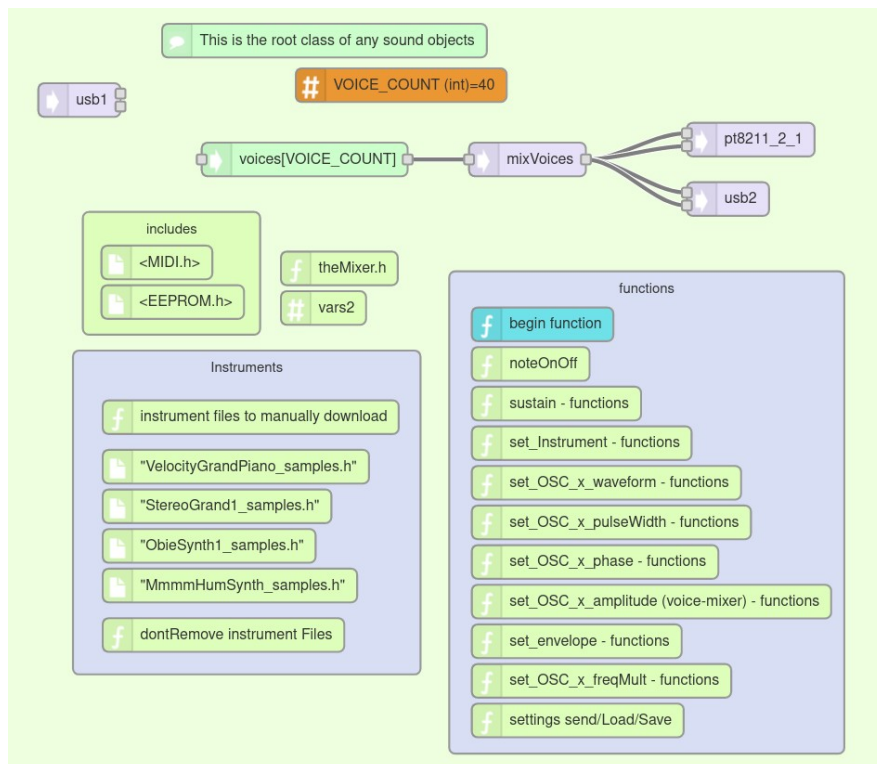 This is the root class of any sound objects
VOICE_COUNT (int)=40
usb1
voices[VOICE_COUNT]
mixVoices
pt8211_2_1
usb2
includes
<MIDI.h>
<EEPROM.h>
theMixer.h
vars2
Instruments
instrument files to manually download
"VelocityGrandPiano_samples.h"
"StereoGrand1_samples.h"
"ObieSynth1_samples.h"
"MmmmHumSynth_samples.h"
dontRemove instrument Files
functions
begin function
noteOnOff
sustain - functions
set_Instrument - functions
set_OSC_x_waveform - functions
set_OSC_x_pulseWidth - functions
set_OSC_x_phase - functions
set_OSC_x_amplitude (voice-mixer) - functions
set_envelope - functions
set_OSC_x_freqMult - functions
settings send/Load/Save